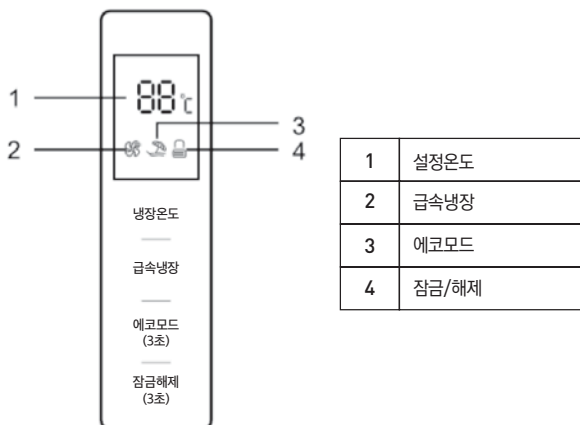 88°C
1
2
3
4
냉장온도
급속냉장
에코모드
(3초)
잠금해제
(3초)
1 설정온도
2 급속냉장
3 에코모드
4 잠금/해제